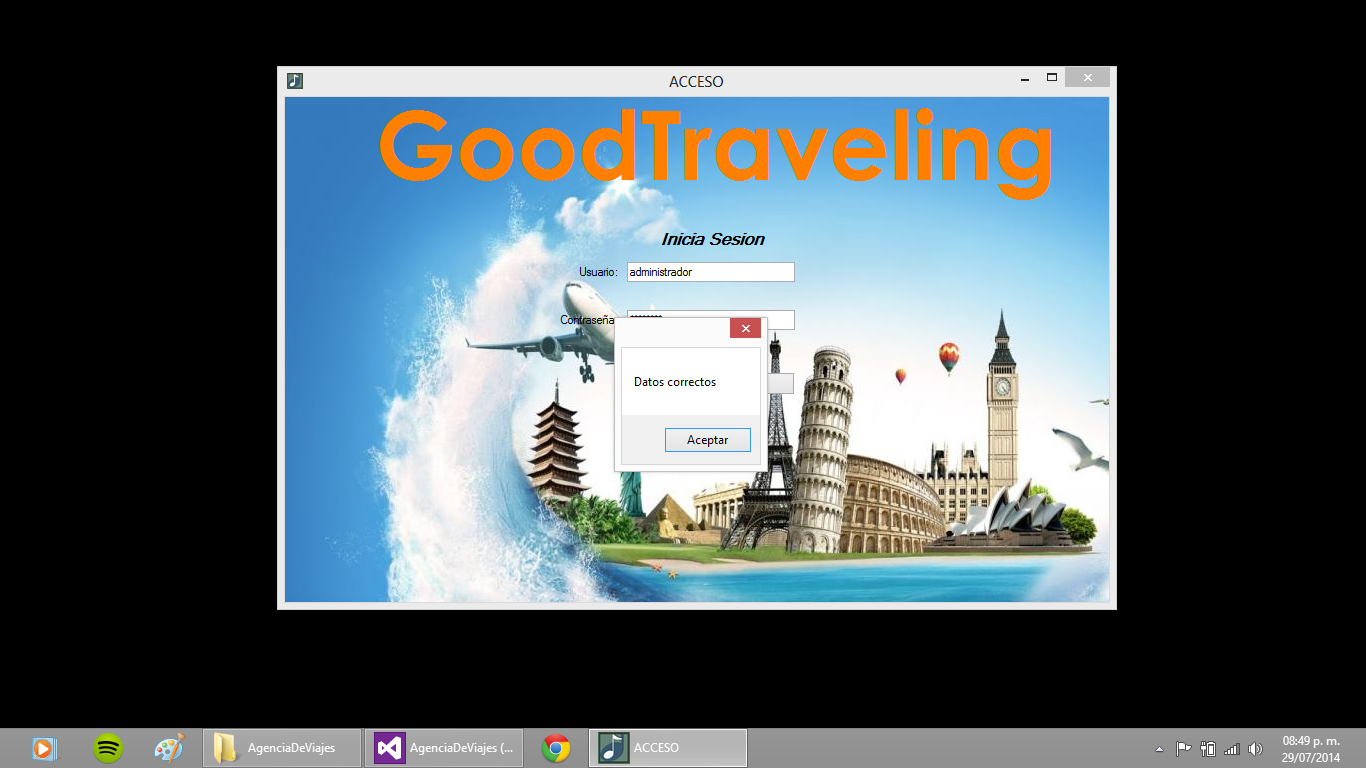 ACCESO
GoodTraveling
Inicia Sesion
Usuario:
administrador
Contraseña
Datos correctos
Aceptar
AgenciaDeViajes
AgenciaDeViajes (...
ACCESO
08:49 p. m.
29/07/2014